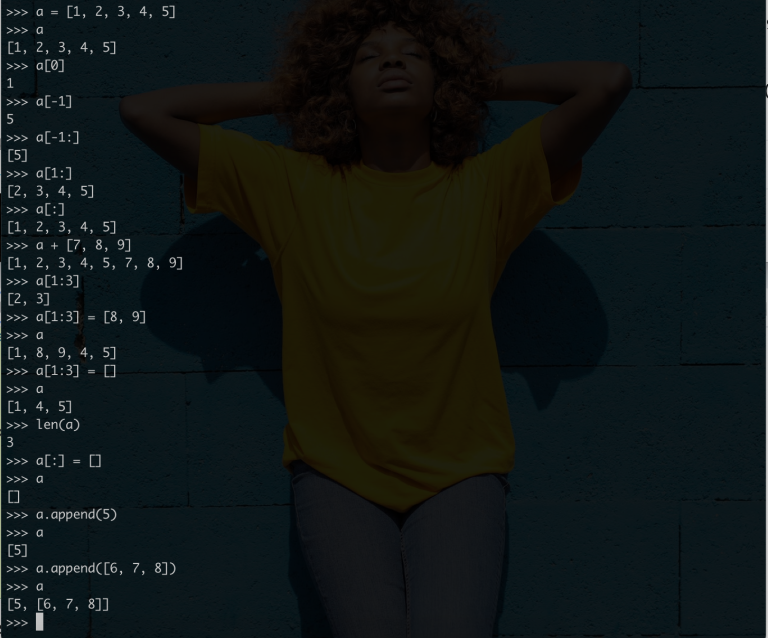 >>> a = [1, 2, 3, 4, 5]
>>> a
[1, 2, 3, 4, 5]
>>> a[0]
1
>>> a[-1]
5
>>> a[-1:]
[5]
>>> a[1:]
[2, 3, 4, 5]
>>> a[:]
[1, 2, 3, 4, 5]
>>> a + [7, 8, 9]
[1, 2, 3, 4, 5, 7, 8, 9]
>>> a[1:3]
[2, 3]
>>> a[1:3] = [8, 9]
>>> a
[1, 8, 9, 4, 5]
>>> a[1:3] = []
>>> a
[1, 4, 5]
>>> len(a)
3
>>> a[:] = []
>>> a
[]
>>> a.append(5)
>>> a
[5]
>>> a.append([6, 7, 8])
>>> a
[5, [6, 7, 8]]
>>>